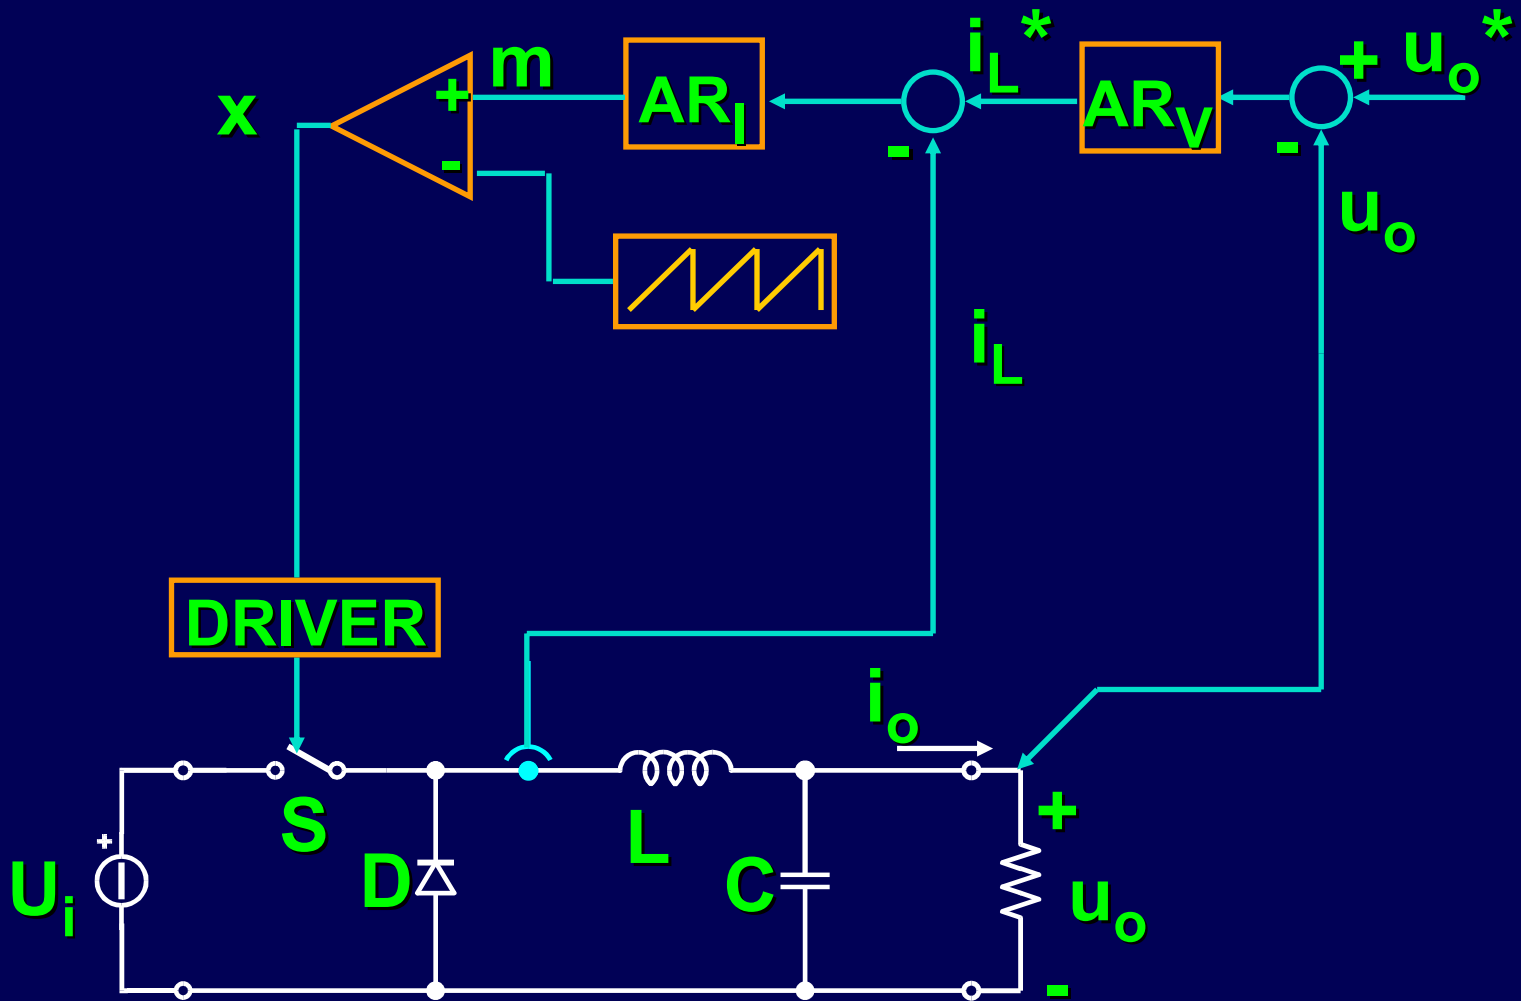 x
+
-
m
AR_I
i_L*
-
AR_V
+
u_o*
-
u_o
i_L
DRIVER
i_o
S
+
U_i
D
L
C
+
u_o
-